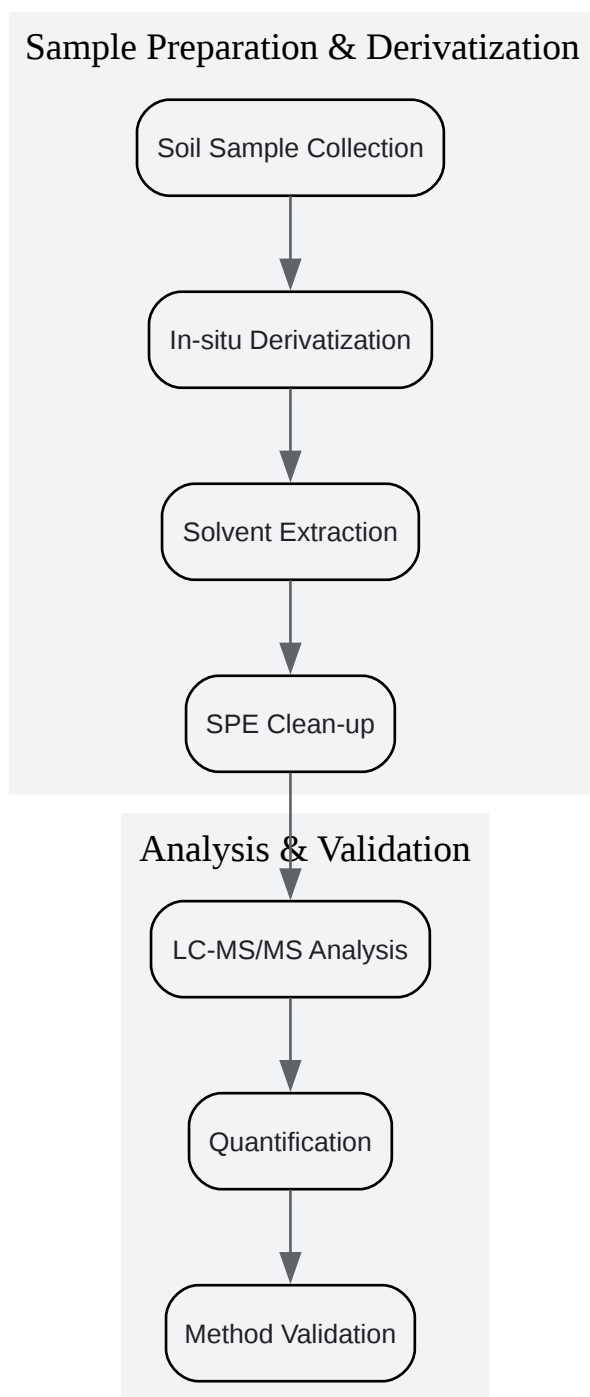 Sample Preparation & Derivatization
Soil Sample Collection
In-situ Derivatization
Solvent Extraction
SPE Clean-up
Analysis & Validation
LC-MS/MS Analysis
Quantification
Method Validation